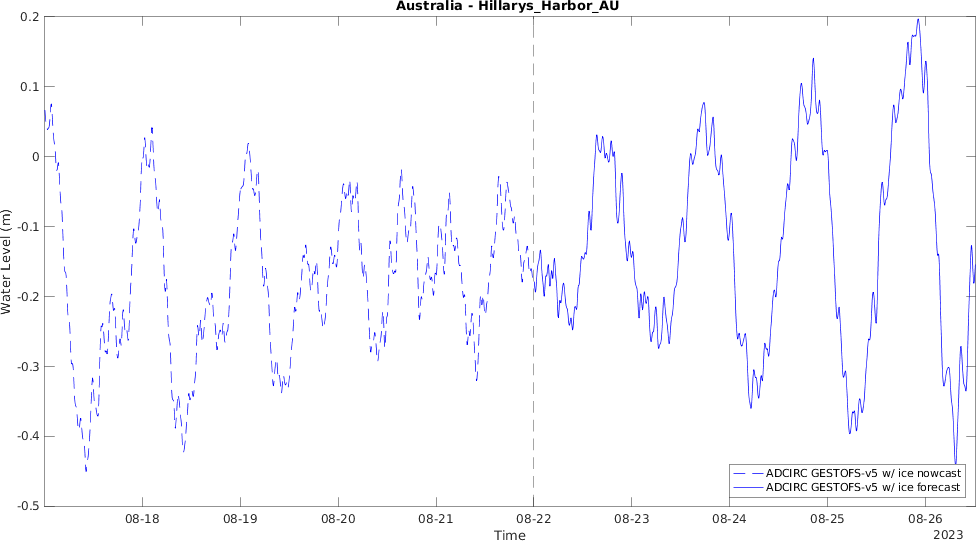 Australia - Hillarys_Harbor_AU
0.2
0.1
0
-0.1
-0.2
-0.3
-0.4
-0.5
Water Level (m)
ADCIRC GESTOFS-v5 w/ ice nowcast
ADCIRC GESTOFS-v5 w/ ice forecast
08-18 08-19 08-20 08-21 08-22 08-23 08-24 08-25 08-26
Time
2023